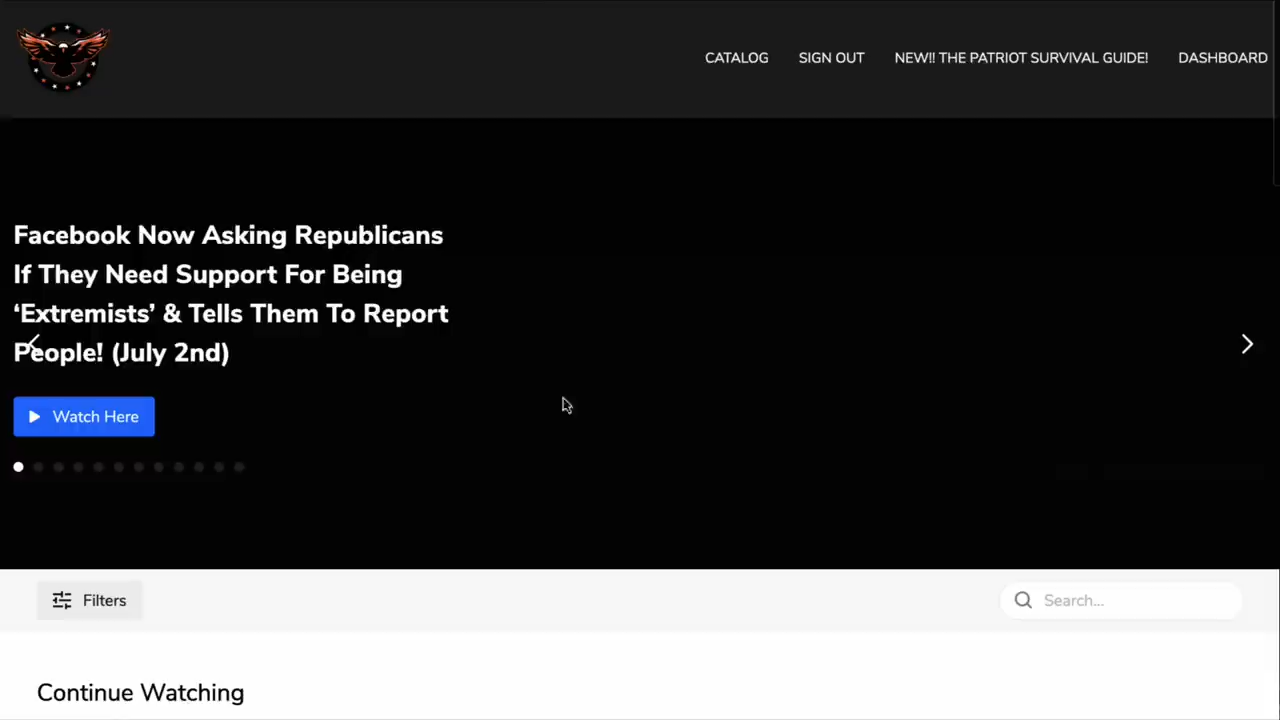 CATALOG SIGN OUT NEW!! THE PATRIOT SURVIVAL GUIDE! DASHBOARD
Facebook Now Asking Republicans
If They Need Support For Being
‘Extremists’ & Tells Them To Report
People! (July 2nd)
Watch Here
Filters
Search...
Continue Watching